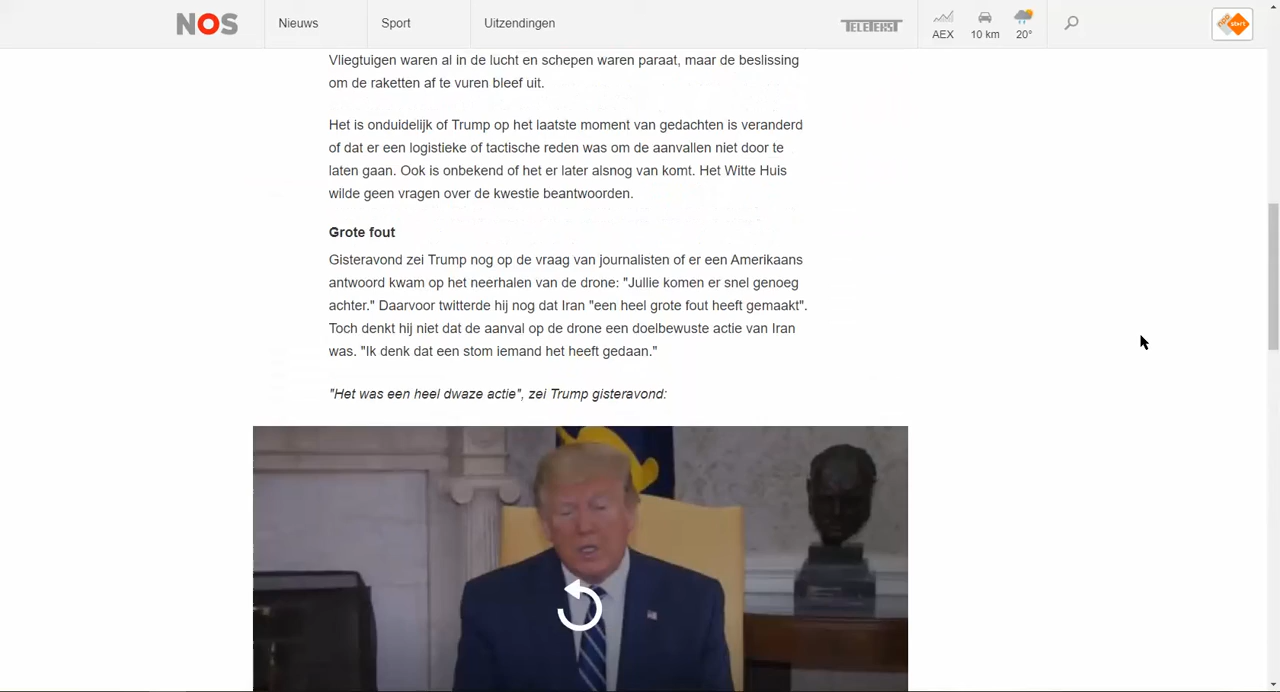 NOS
Nieuws
Sport
Uitzendingen
TELETEKST
AEX
10 km
20°
npo
start
Vliegtuigen waren al in de lucht en schepen waren paraat, maar de beslissing
om de raketten af te vuren bleef uit.
Het is onduidelijk of Trump op het laatste moment van gedachten is veranderd
of dat er een logistieke of tactische reden was om de aanvallen niet door te
laten gaan. Ook is onbekend of het er later alsnog van komt. Het Witte Huis
wilde geen vragen over de kwestie beantwoorden.
Grote fout
Gisteravond zei Trump nog op de vraag van journalisten of er een Amerikaans
antwoord kwam op het neerhalen van de drone: "Jullie komen er snel genoeg
achter." Daarvoor twitterde hij nog dat Iran "een heel grote fout heeft gemaakt".
Toch denkt hij niet dat de aanval op de drone een doelbewuste actie van Iran
was. "Ik denk dat een stom iemand het heeft gedaan."
"Het was een heel dwaze actie", zei Trump gisteravond: